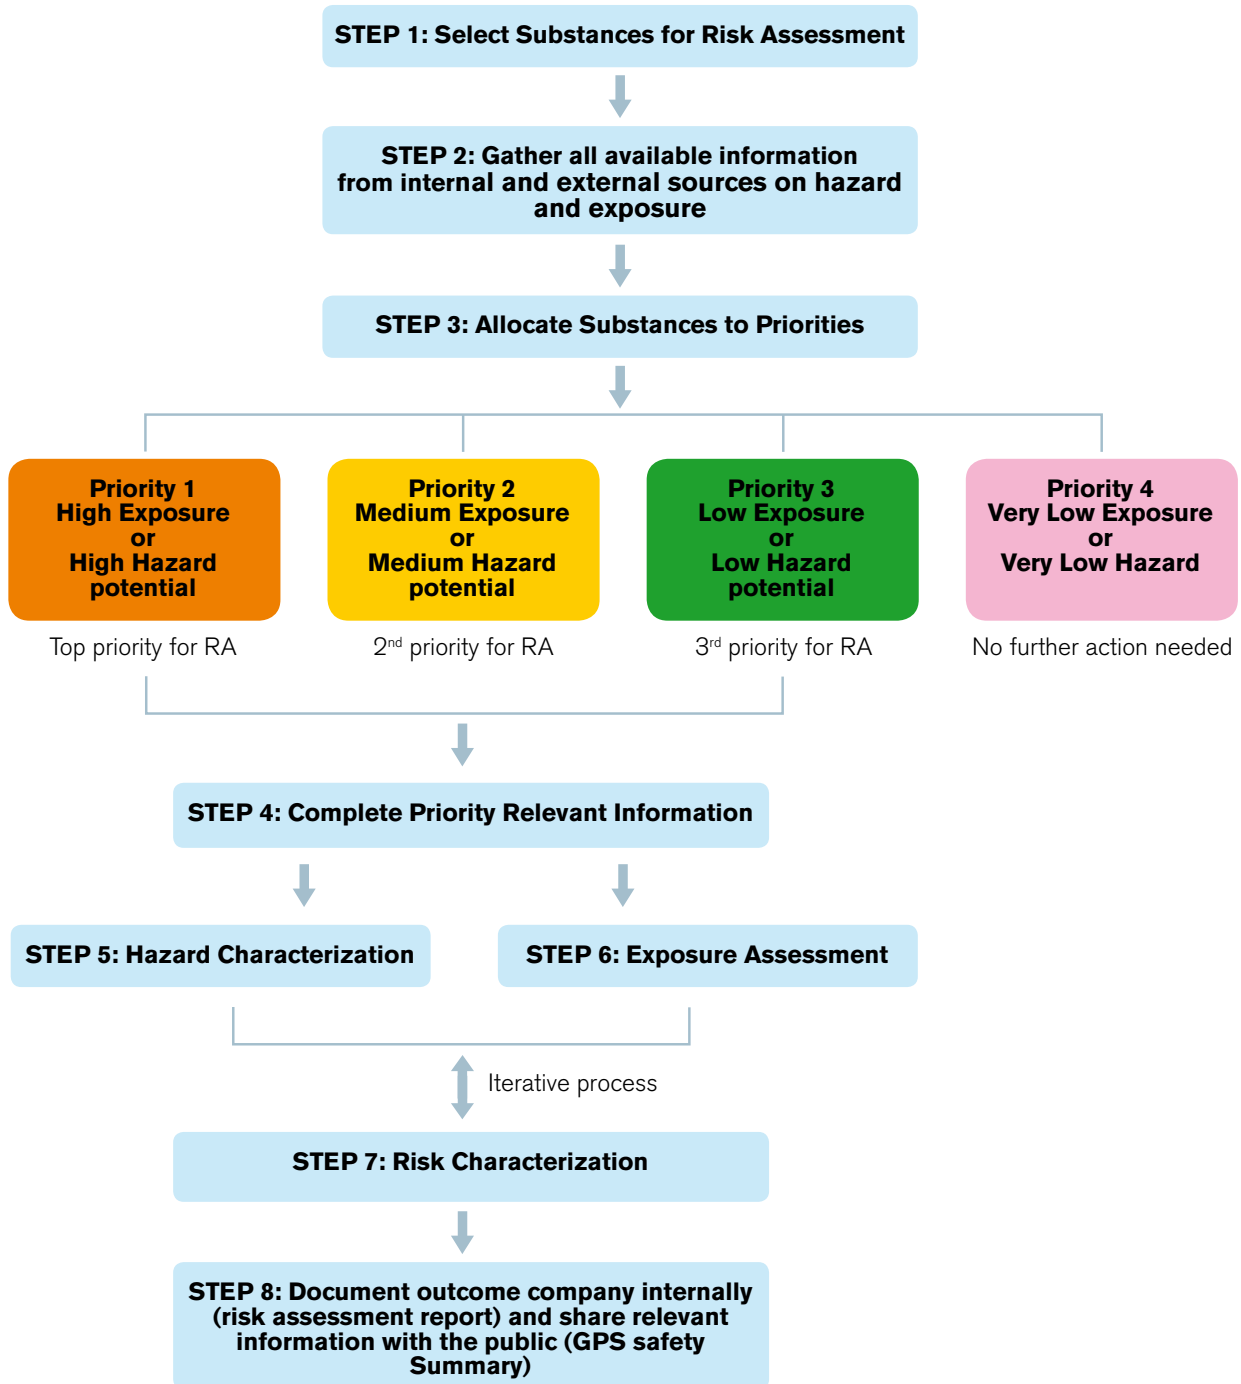 STEP 1: Select Substances for Risk Assessment
STEP 2: Gather all available information
from internal and external sources on hazard
and exposure
STEP 3: Allocate Substances to Priorities
Priority 1
High Exposure
or
High Hazard
potential
Priority 2
Medium Exposure
or
Medium Hazard
potential
Priority 3
Low Exposure
or
Low Hazard
potential
Priority 4
Very Low Exposure
or
Very Low Hazard
Top priority for RA
2nd priority for RA
3rd priority for RA
No further action needed
STEP 4: Complete Priority Relevant Information
STEP 5: Hazard Characterization
STEP 6: Exposure Assessment
Iterative process
STEP 7: Risk Characterization
STEP 8: Document outcome company internally
(risk assessment report) and share relevant
information with the public (GPS safety
Summary)